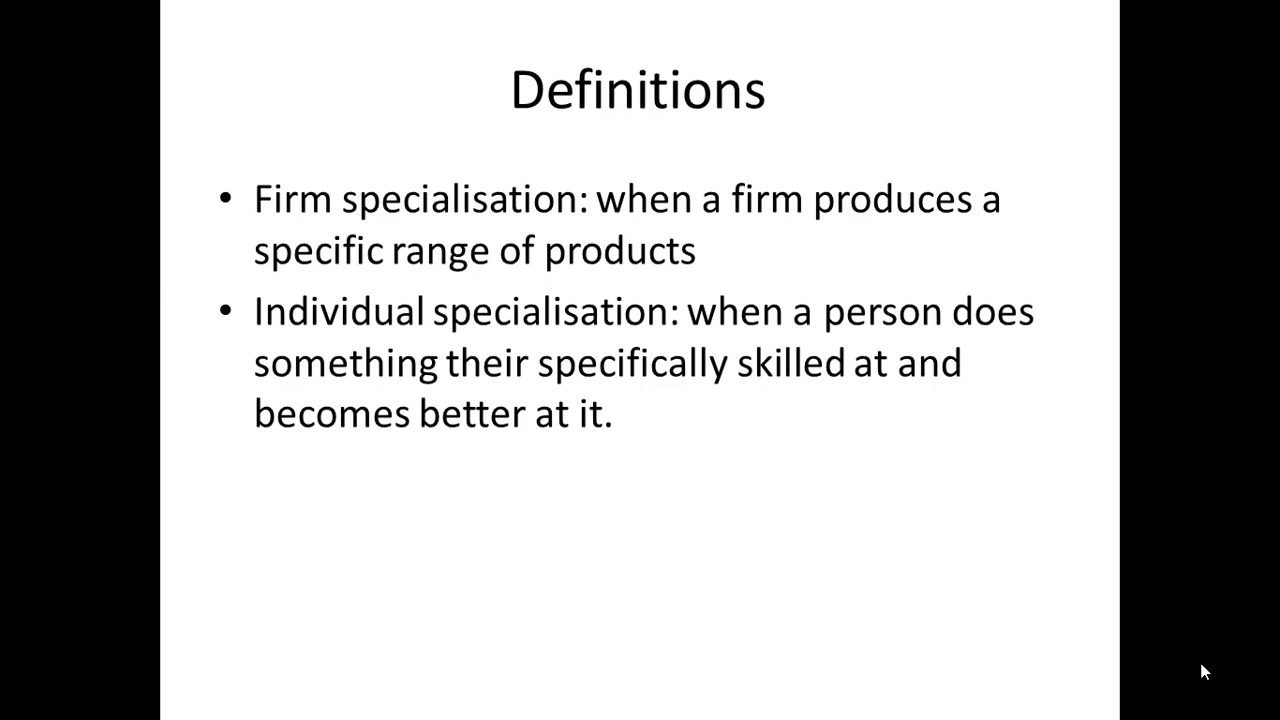 Definitions
• Firm specialisation: when a firm produces a
specific range of products
• Individual specialisation: when a person does
something their specifically skilled at and
becomes better at it.